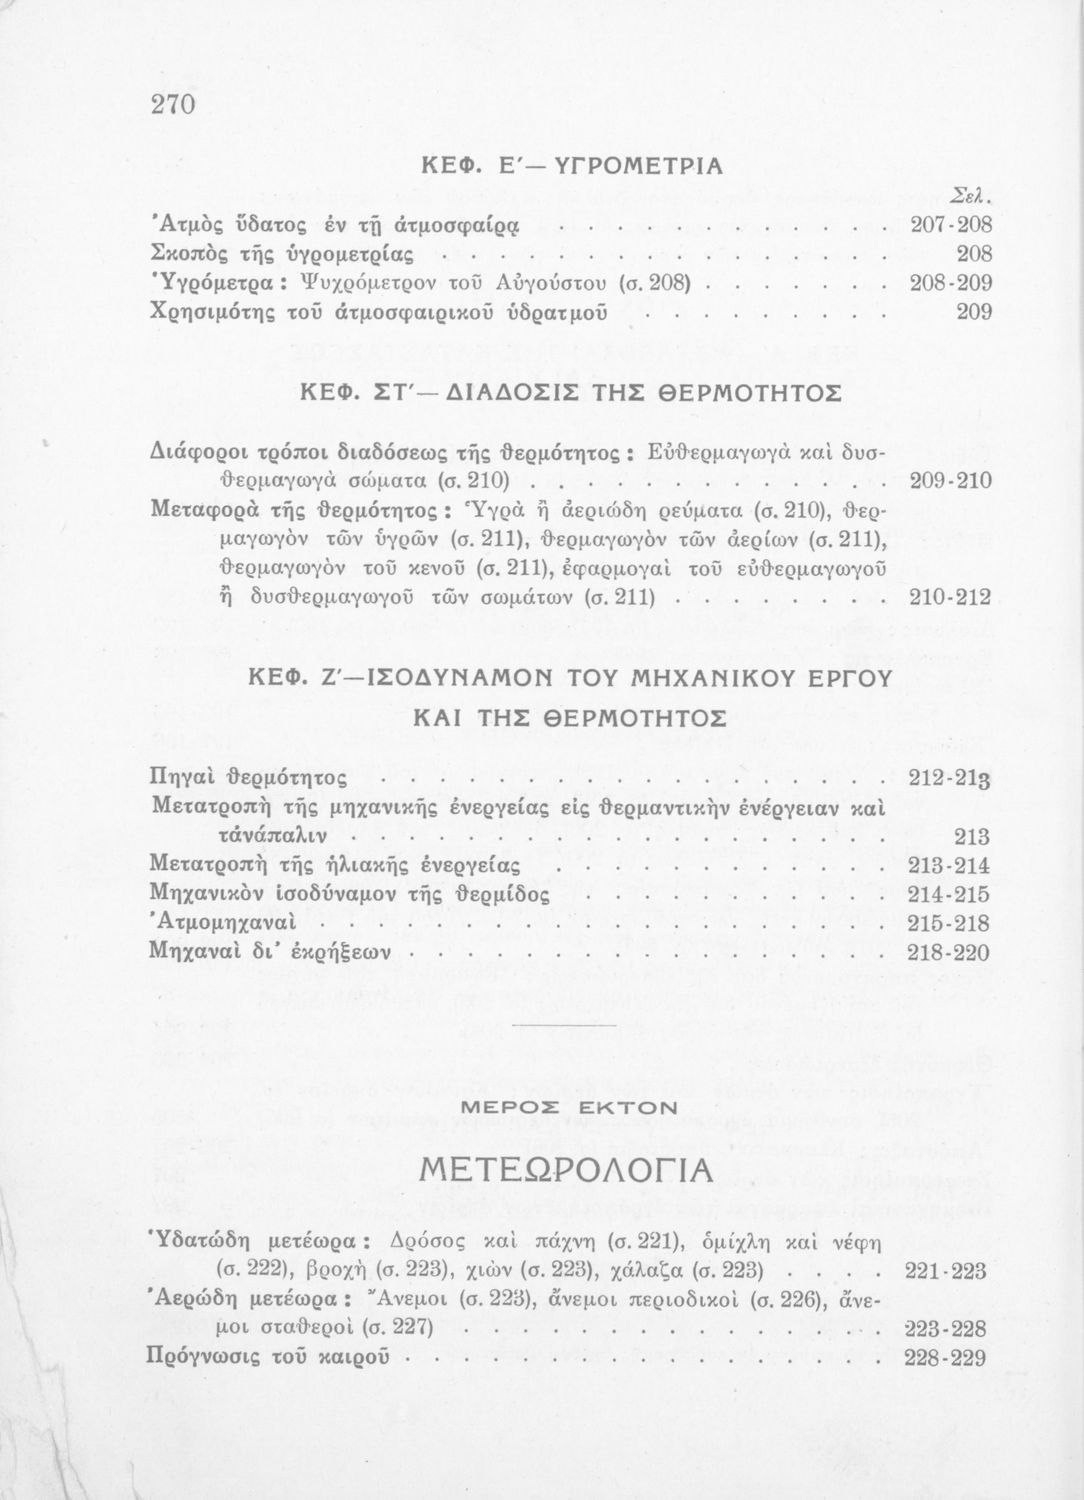 270
ΚΕΦ. Ε′— ΥΓΡΟΜΕΤΡΙΑ
Σελ.
Ἀτμὸς ὕδατος ἐν τῇ ἀτμοσφαίρᾳ . . . . . . . . . . . . 207-208
Σκοπὸς τῆς ὑγρομετρίας . . . . . . . . . . . . . . . . 208
Ὑγρόμετρα : Ψυχρόμετρον τοῦ Αὐγούστου (σ. 208) . . . . . . . 208-209
Χρησιμότης τοῦ ἀτμοσφαιρικοῦ ὑδρατμοῦ . . . . . . . . . 209
ΚΕΦ. ΣΤ′— ΔΙΑΔΟΣΙΣ ΤΗΣ ΘΕΡΜΟΤΗΤΟΣ
Διάφοροι τρόποι διαδόσεως τῆς θερμότητος : Εὐθερμαγωγὰ καὶ δυσ-
θερμαγωγὰ σώματα (σ. 210) . . . . . . . . . . . . . 209-210
Μεταφορὰ τῆς θερμότητος : Ὑγρὰ ἢ ἀεριώδη ρεύματα (σ. 210), θερ-
μαγωγὸν τῶν ὑγρῶν (σ. 211), θερμαγωγὸν τῶν ἀερίων (σ. 211),
θερμαγωγὸν τοῦ κενοῦ (σ. 211), ἐφαρμογαὶ τοῦ εὐθερμαγωγοῦ
ἢ δυσθερμαγωγοῦ τῶν σωμάτων (σ. 211) . . . . . . . . 210-212
ΚΕΦ. Ζ′—ΙΣΟΔΥΝΑΜΟΝ ΤΟΥ ΜΗΧΑΝΙΚΟΥ ΕΡΓΟΥ
ΚΑΙ ΤΗΣ ΘΕΡΜΟΤΗΤΟΣ
Πηγαὶ θερμότητος . . . . . . . . . . . . . . . . . . 212-213
Μετατροπὴ τῆς μηχανικῆς ἐνεργείας εἰς θερμαντικὴν ἐνέργειαν καὶ
τἀνάπαλιν . . . . . . . . . . . . . . . . . . . 213
Μετατροπὴ τῆς ἡλιακῆς ἐνεργείας . . . . . . . . . . . . 213-214
Μηχανικὸν ἰσοδύναμον τῆς θερμίδος . . . . . . . . . . . 214-215
Ἀτμομηχαναὶ . . . . . . . . . . . . . . . . . . . . 215-218
Μηχαναὶ δι' ἐκρήξεων . . . . . . . . . . . . . . . . . 218-220
ΜΕΡΟΣ ΕΚΤΟΝ
ΜΕΤΕΩΡΟΛΟΓΙΑ
Ὑδατώδη μετέωρα : Δρόσος καὶ πάχνη (σ. 221), ὁμίχλη καὶ νέφη
(σ. 222), βροχὴ (σ. 223), χιὼν (σ. 223), χάλαζα (σ. 223) . . . . 221-223
Ἀερώδη μετέωρα : Ἄνεμοι (σ. 223), ἄνεμοι περιοδικοὶ (σ. 226), ἄνε-
μοι σταθεροὶ (σ. 227) . . . . . . . . . . . . . . . 223-228
Πρόγνωσις τοῦ καιροῦ . . . . . . . . . . . . . . . . . 228-229